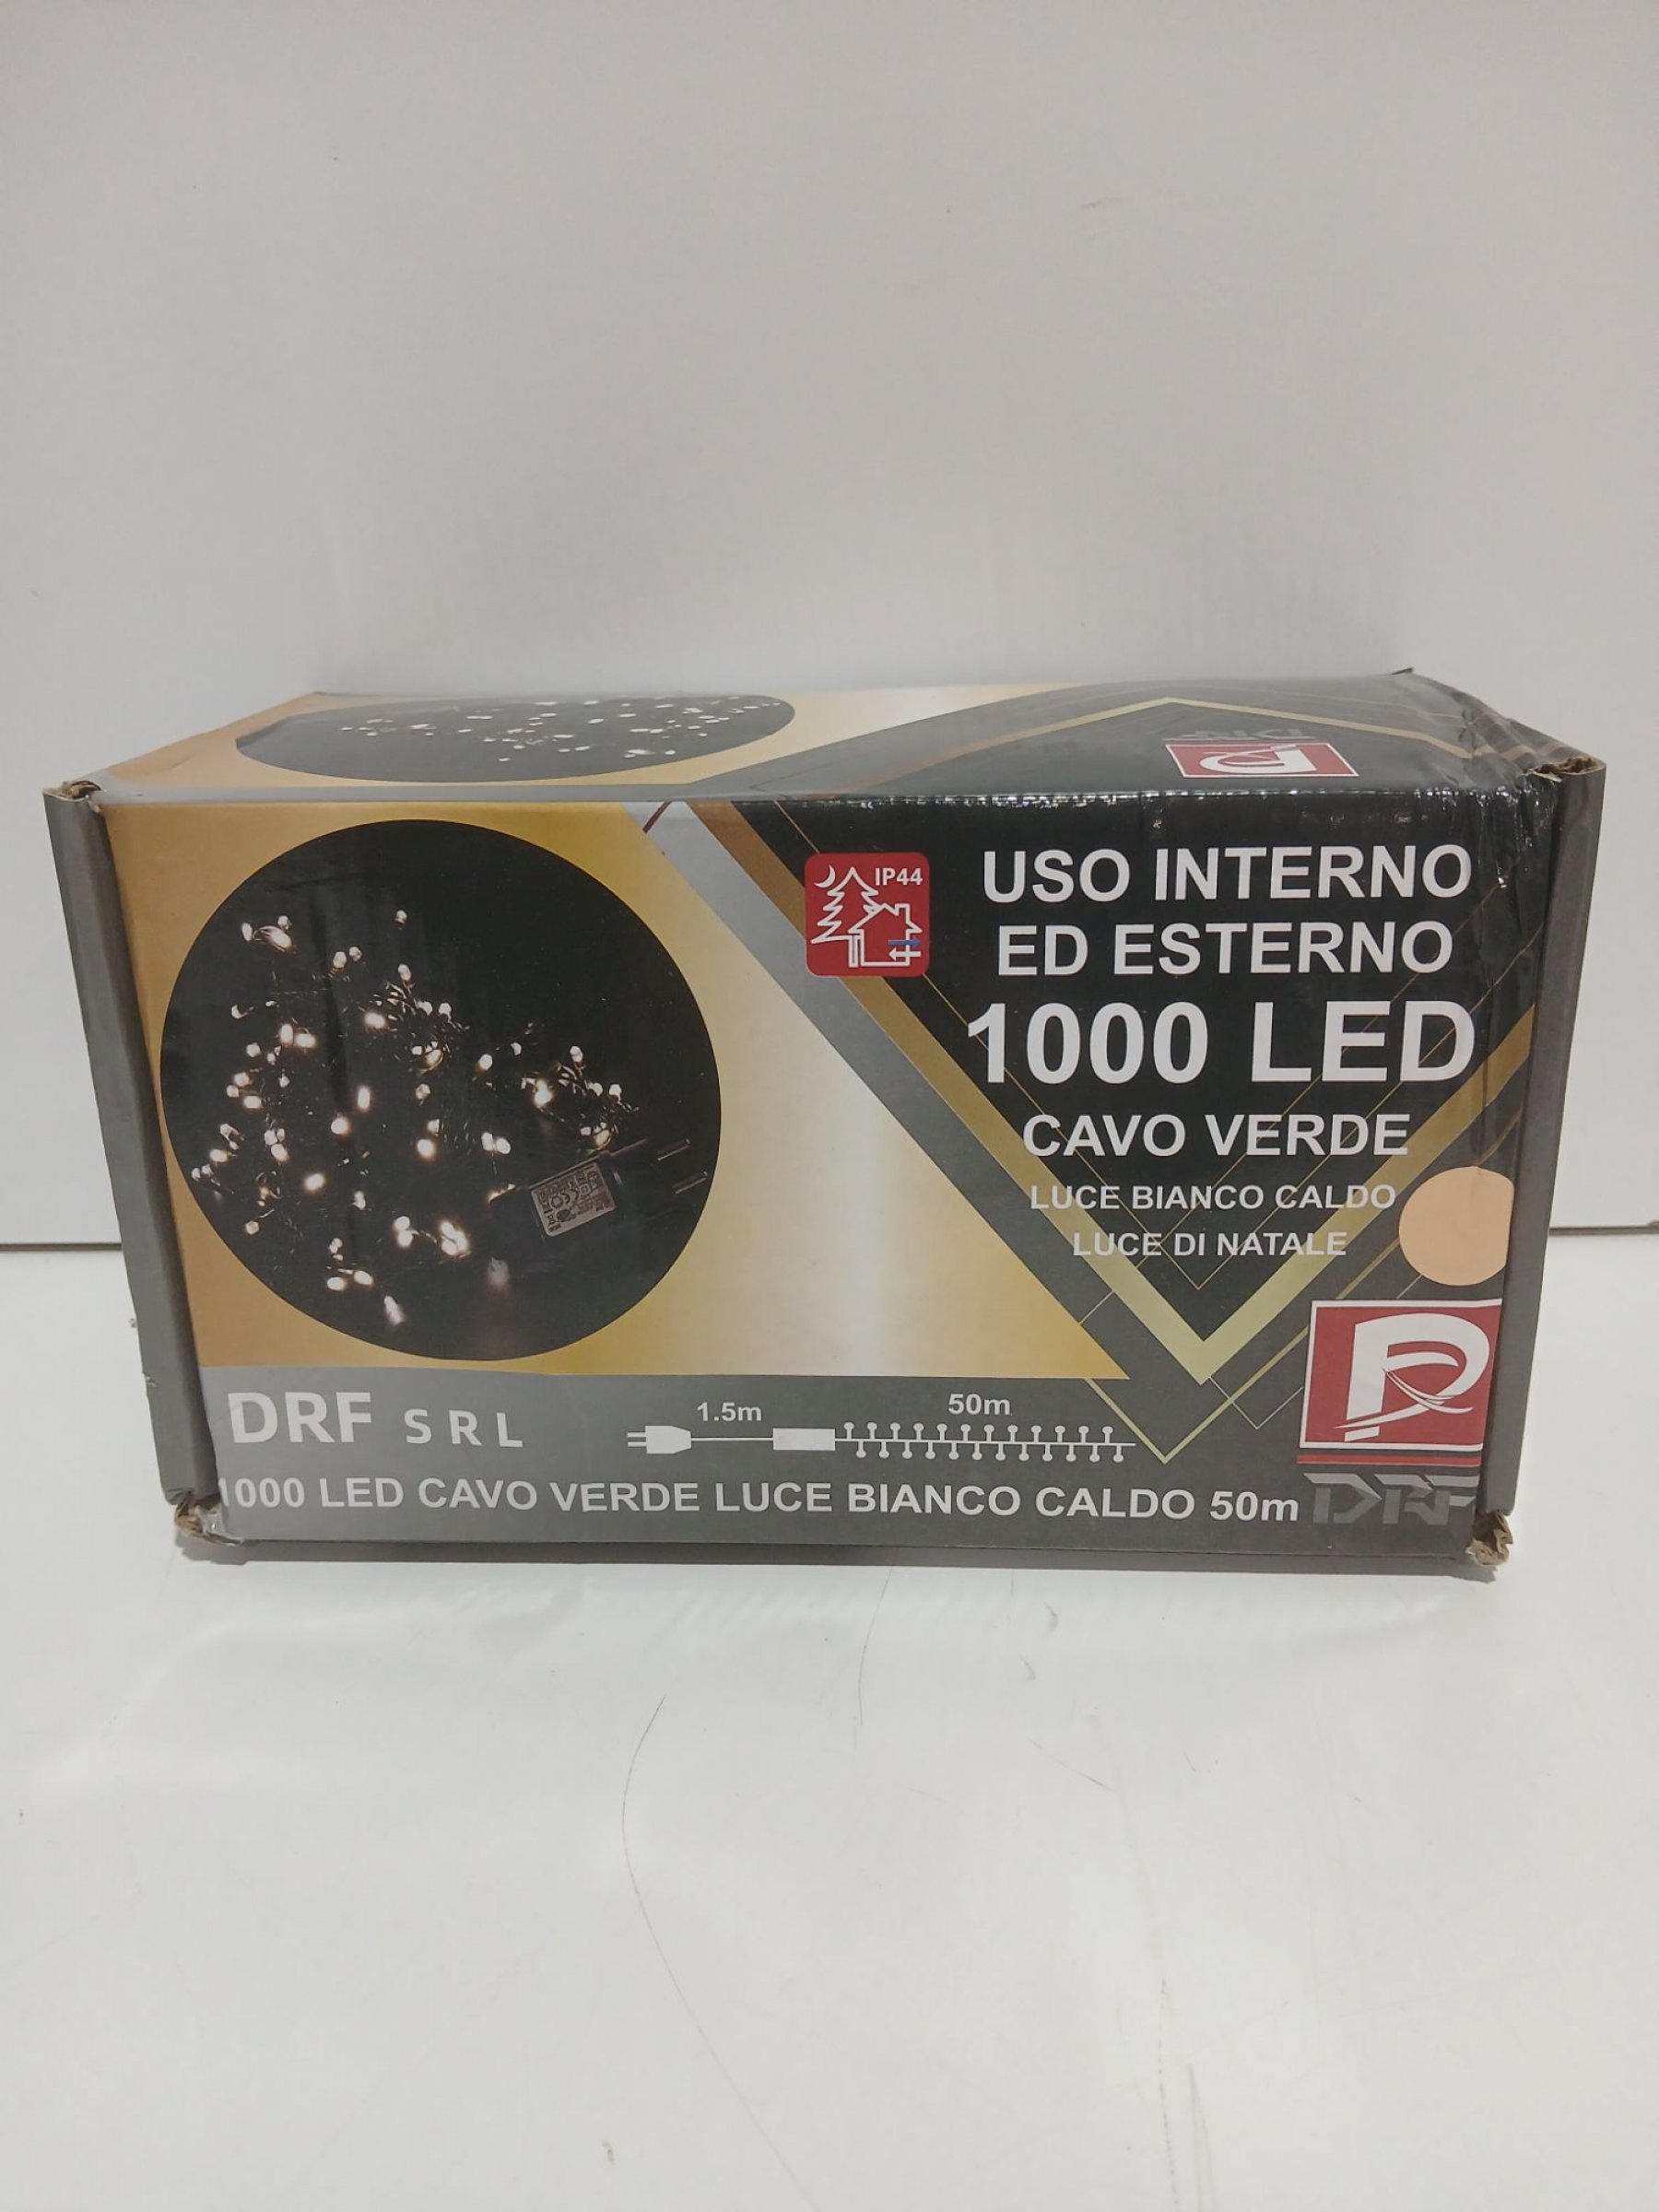 DRF
IP44
USO INTERNO
ED ESTERNO
1000 LED
CAVO VERDE
LUCE BIANCO CALDO
LUCE DI NATALE
DRF SRL
1.5m
50m
1000 LED CAVO VERDE LUCE BIANCO CALDO 50m
DRF